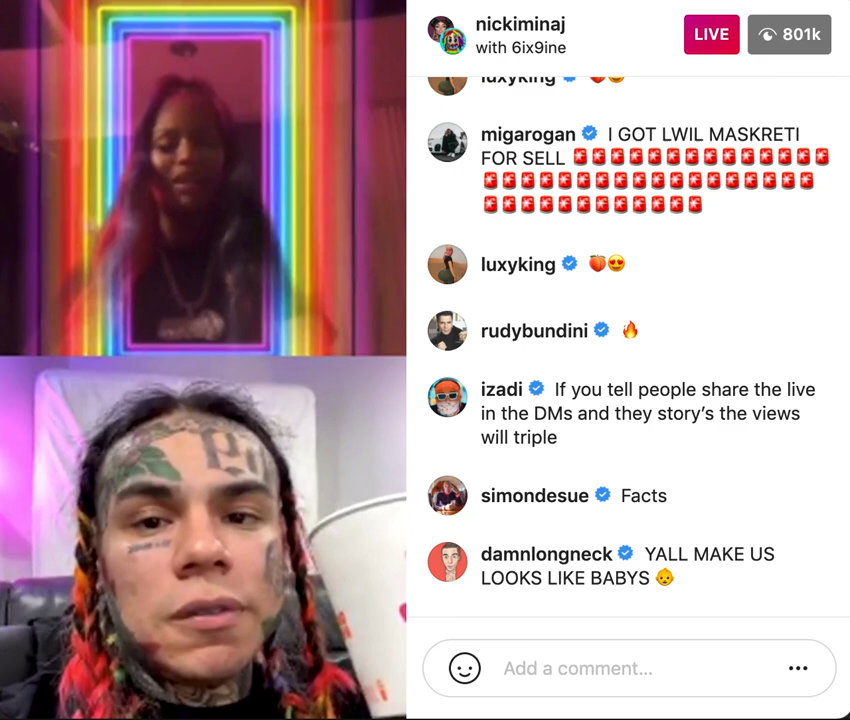 nickiminaj
with 6ix9ine
LIVE
801k
luxyking 🍑😍
migarogan I GOT LWIL MASKRETI
FOR SELL 🚨🚨🚨🚨🚨🚨🚨🚨🚨🚨🚨🚨🚨🚨
🚨🚨🚨🚨🚨🚨🚨🚨🚨🚨🚨🚨🚨🚨🚨🚨🚨🚨
🚨🚨🚨🚨🚨🚨🚨🚨🚨🚨🚨🚨
luxyking 🍑😍
rudybundini 🔥
izadi If you tell people share the live
in the DMs and they story’s the views
will triple
simondesue Facts
damnlongneck YALL MAKE US
LOOKS LIKE BABYS 👶
Add a comment...